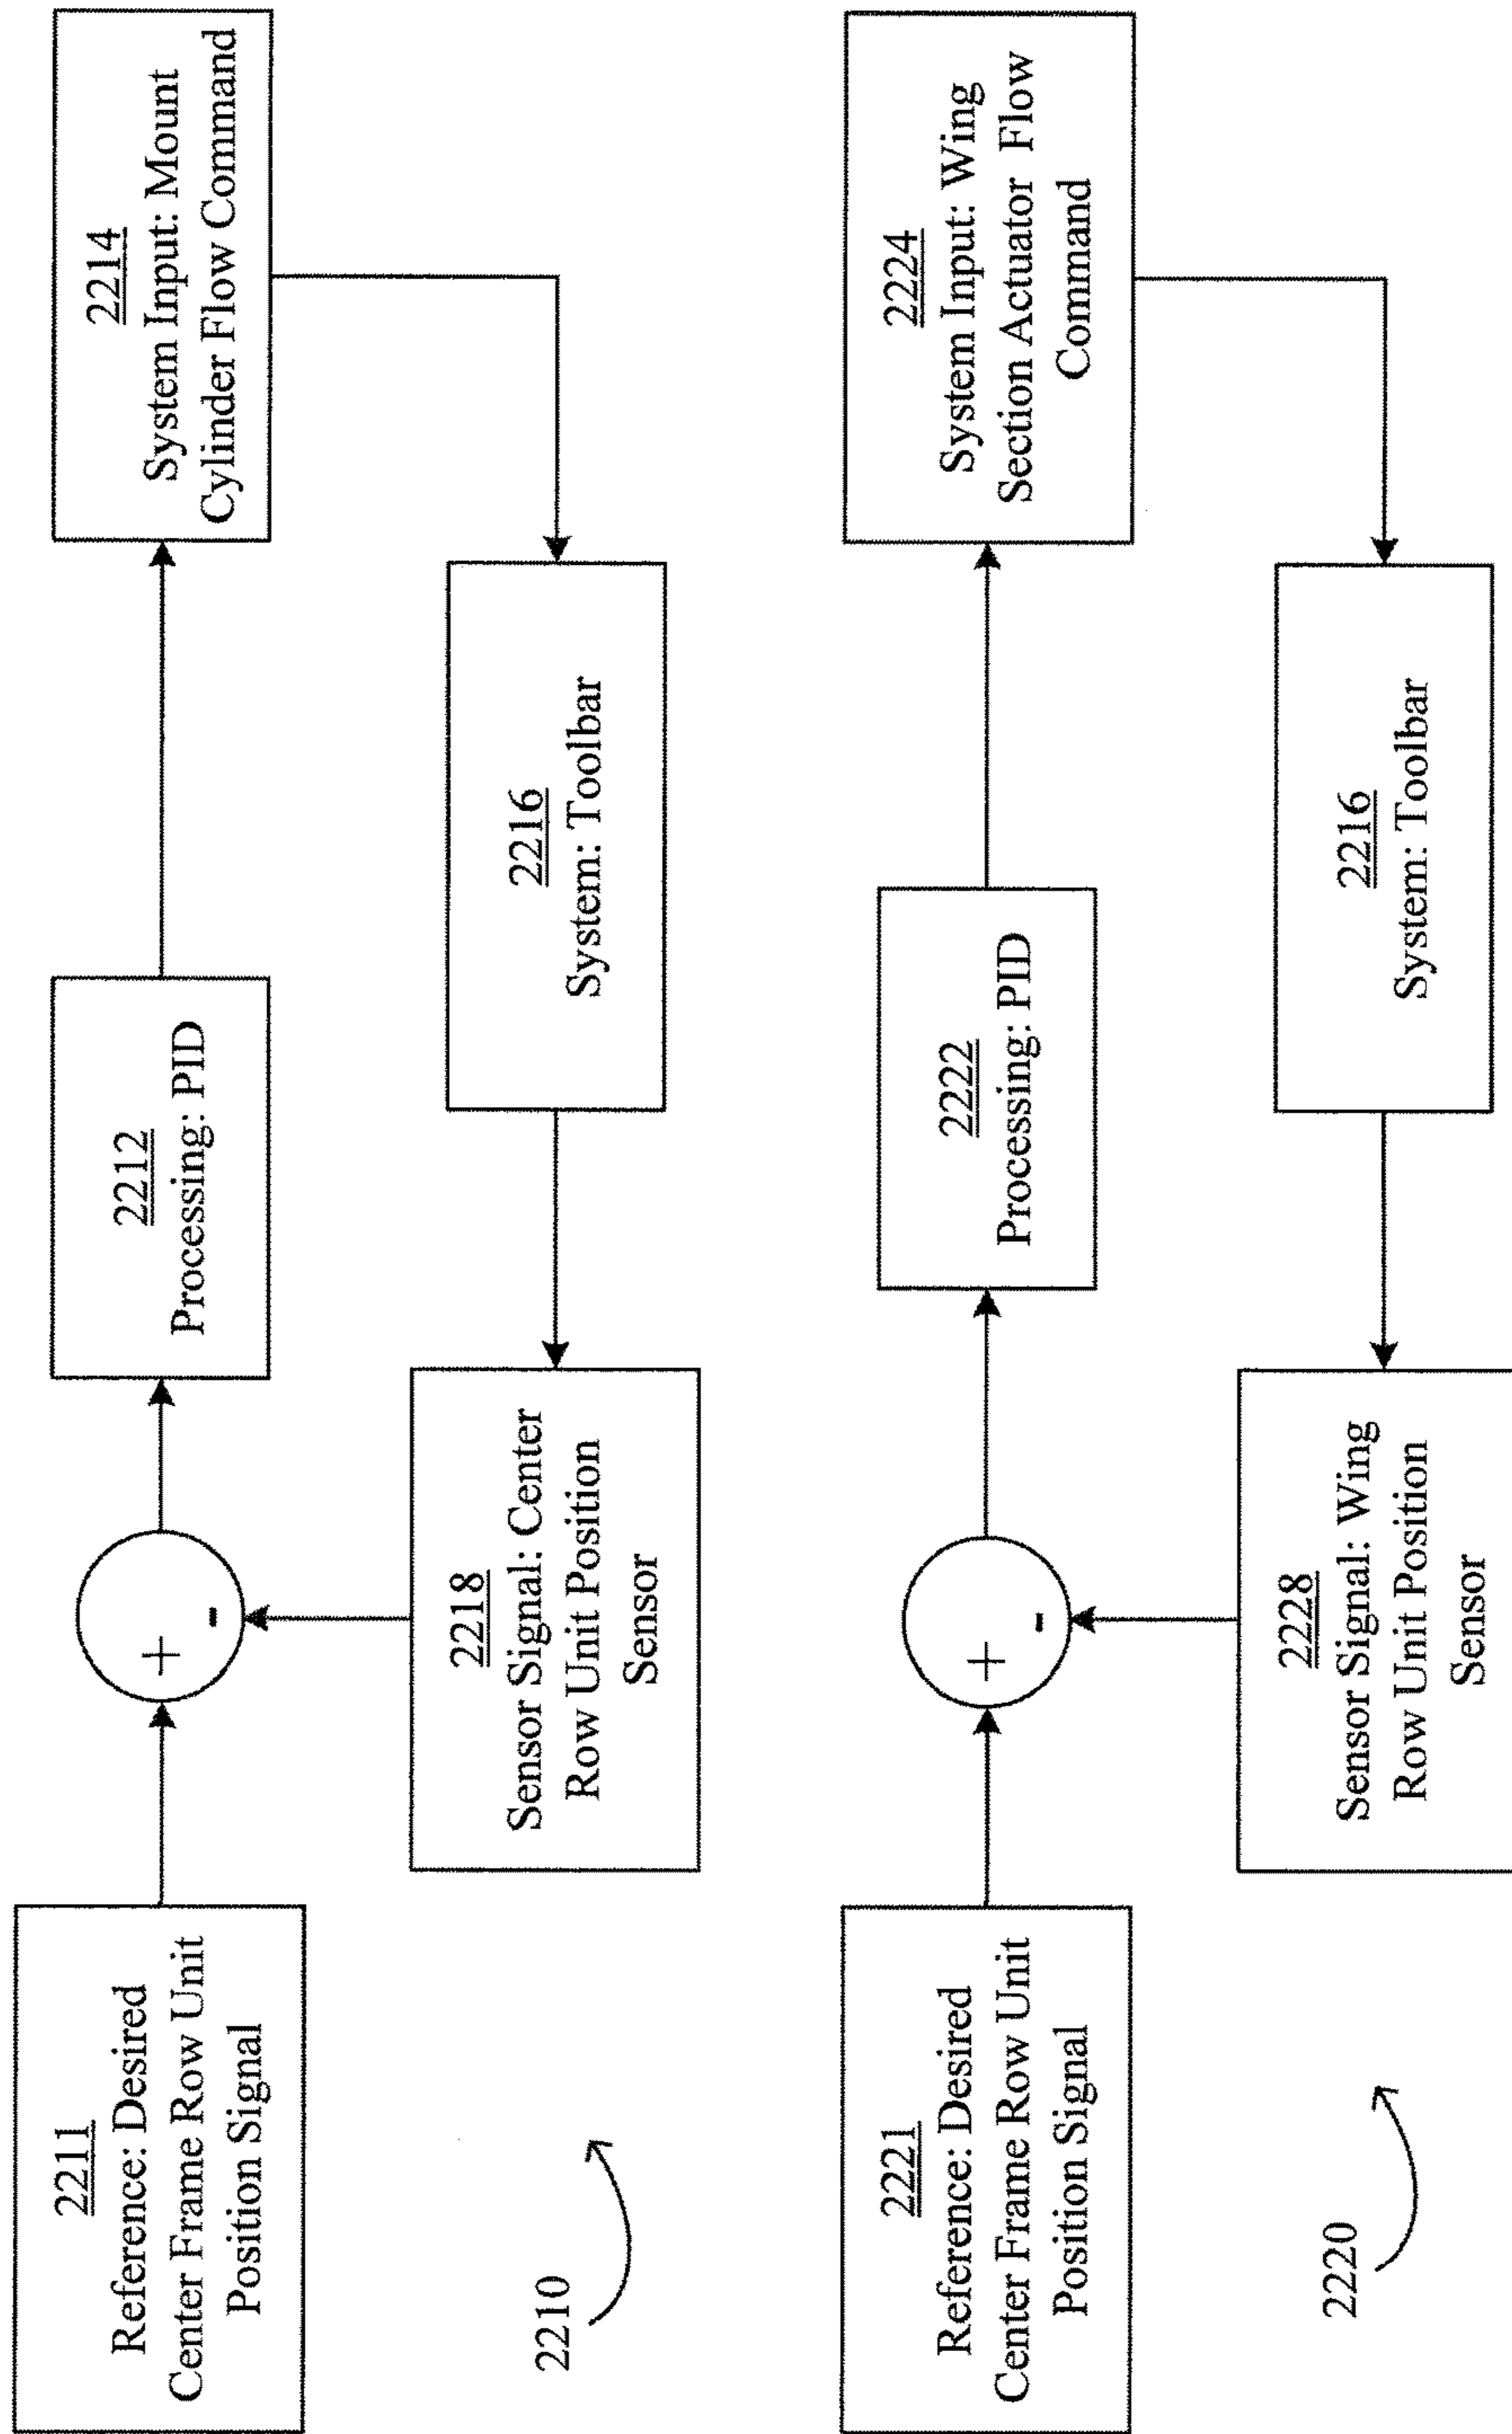 2211
Reference: Desired
Center Frame Row Unit
Position Signal
+
-
2212
Processing: PID
2214
System Input: Mount
Cylinder Flow Command
2218
Sensor Signal: Center
Row Unit Position
Sensor
2216
System: Toolbar
2210
2221
Reference: Desired
Center Frame Row Unit
Position Signal
+
-
2222
Processing: PID
2224
System Input: Wing
Section Actuator Flow
Command
2228
Sensor Signal: Wing
Row Unit Position
Sensor
2216
System: Toolbar
2220